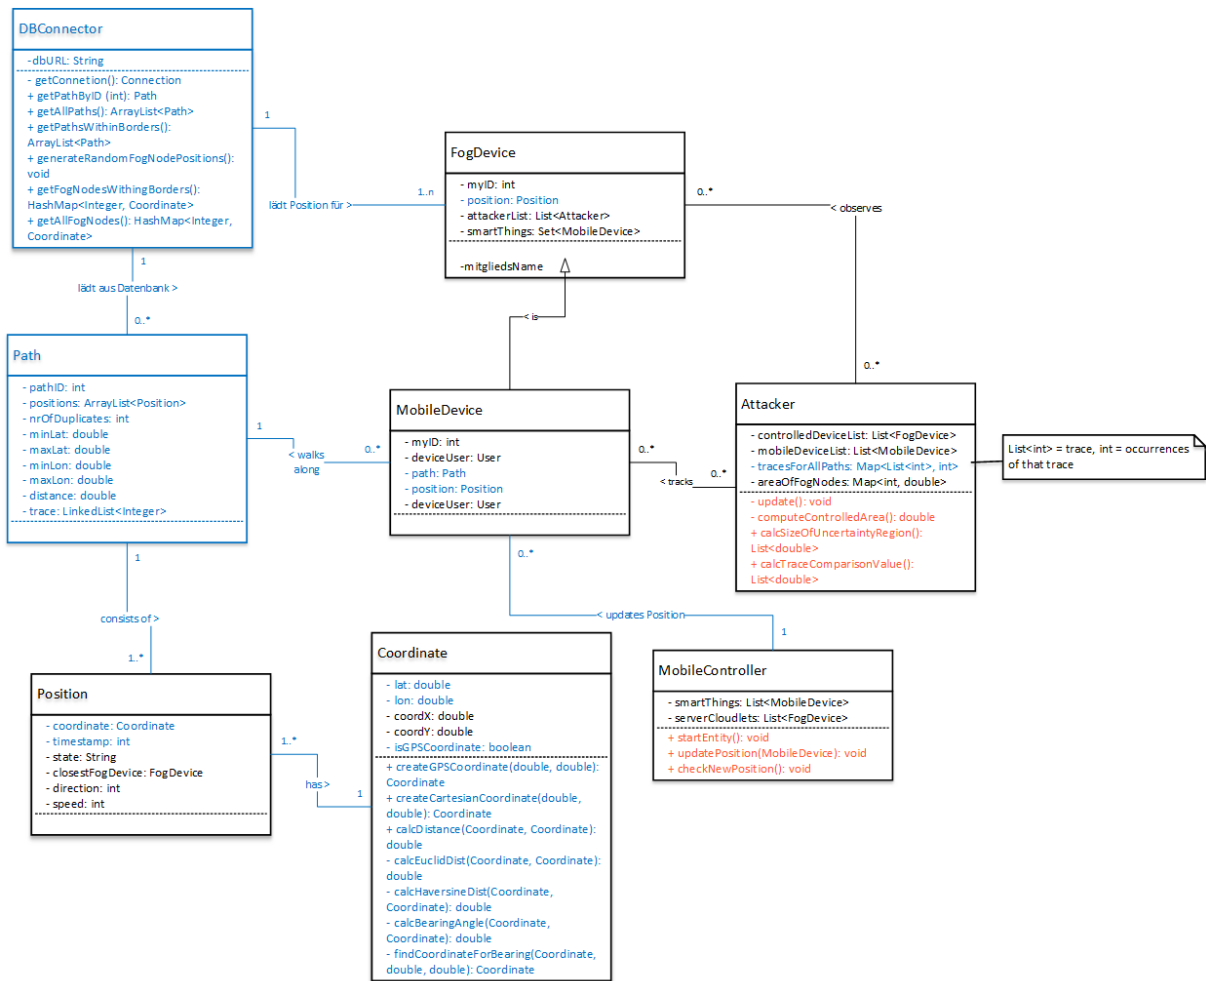 DBConnector
-dbURL: String
- getConnetion(): Connection
+ getPathByID (int): Path
+ getAllPaths(): ArrayList<Path>
+ getPathsWithinBorders():
ArrayList<Path>
+ generateRandomFogNodePositions():
void
+ getFogNodesWithingBorders():
HashMap<Integer, Coordinate>
+ getAllFogNodes(): HashMap<Integer,
Coordinate>
1
lädt Position für >
1..n
FogDevice
- myID: int
- position: Position
- attackerList: List<Attacker>
- smartThings: Set<MobileDevice>
-mitgliedsName
0..*
< observes
0..*
1
lädt aus Datenbank >
0..*
< is
Path
- pathID: int
- positions: ArrayList<Position>
- nrOfDuplicates: int
- minLat: double
- maxLat: double
- minLon: double
- maxLon: double
- distance: double
- trace: LinkedList<Integer>
1
< walks
along
0..*
MobileDevice
- myID: int
- deviceUser: User
- path: Path
- position: Position
- deviceUser: User
0..*
< tracks
0..*
Attacker
- controlledDeviceList: List<FogDevice>
- mobileDeviceList: List<MobileDevice>
- tracesForAllPaths: Map<List<int>, int>
- areaOfFogNodes: Map<int, double>
- update(): void
- computeControlledArea(): double
+ calcSizeOfUncertaintyRegion():
List<double>
+ calcTraceComparisonValue():
List<double>
List<int> = trace, int = occurrences
of that trace
1
consists of >
1..*
0..*
< updates Position
1
Position
- coordinate: Coordinate
- timestamp: int
- state: String
- closestFogDevice: FogDevice
- direction: int
- speed: int
1..*
has >
1
Coordinate
- lat: double
- lon: double
- coordX: double
- coordY: double
- isGPSCoordinate: boolean
+ createGPSCoordinate(double, double):
Coordinate
+ createCartesianCoordinate(double,
double): Coordinate
+ calcDistance(Coordinate, Coordinate):
double
- calcEuclidDist(Coordinate, Coordinate):
double
- calcHaversineDist(Coordinate,
Coordinate): double
- calcBearingAngle(Coordinate,
Coordinate): double
- findCoordinateForBearing(Coordinate,
double, double): Coordinate
MobileController
- smartThings: List<MobileDevice>
- serverCloudlets: List<FogDevice>
+ startEntity(): void
+ updatePosition(MobileDevice): void
+ checkNewPosition(): void